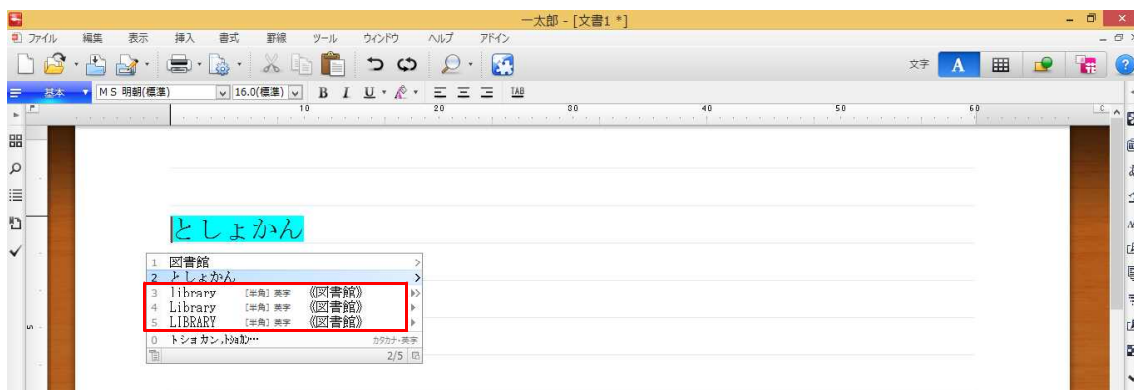 一太郎 - [文書1 *]
ファイル 編集 表示 挿入 書式 罫線 ツール ウィンドウ ヘルプ アドイン
文字 A
基本 MS 明朝(標準) 16.0(標準) B I U TAB
10 20 30 40 50 60
としょかん
1 図書館
2 としょかん
3 library [半角] 英字 《図書館》
4 Library [半角] 英字 《図書館》
5 LIBRARY [半角] 英字 《図書館》
0 トショカン,ﾄｼｮｶﾝ… カタカナ・英字
2/5
5